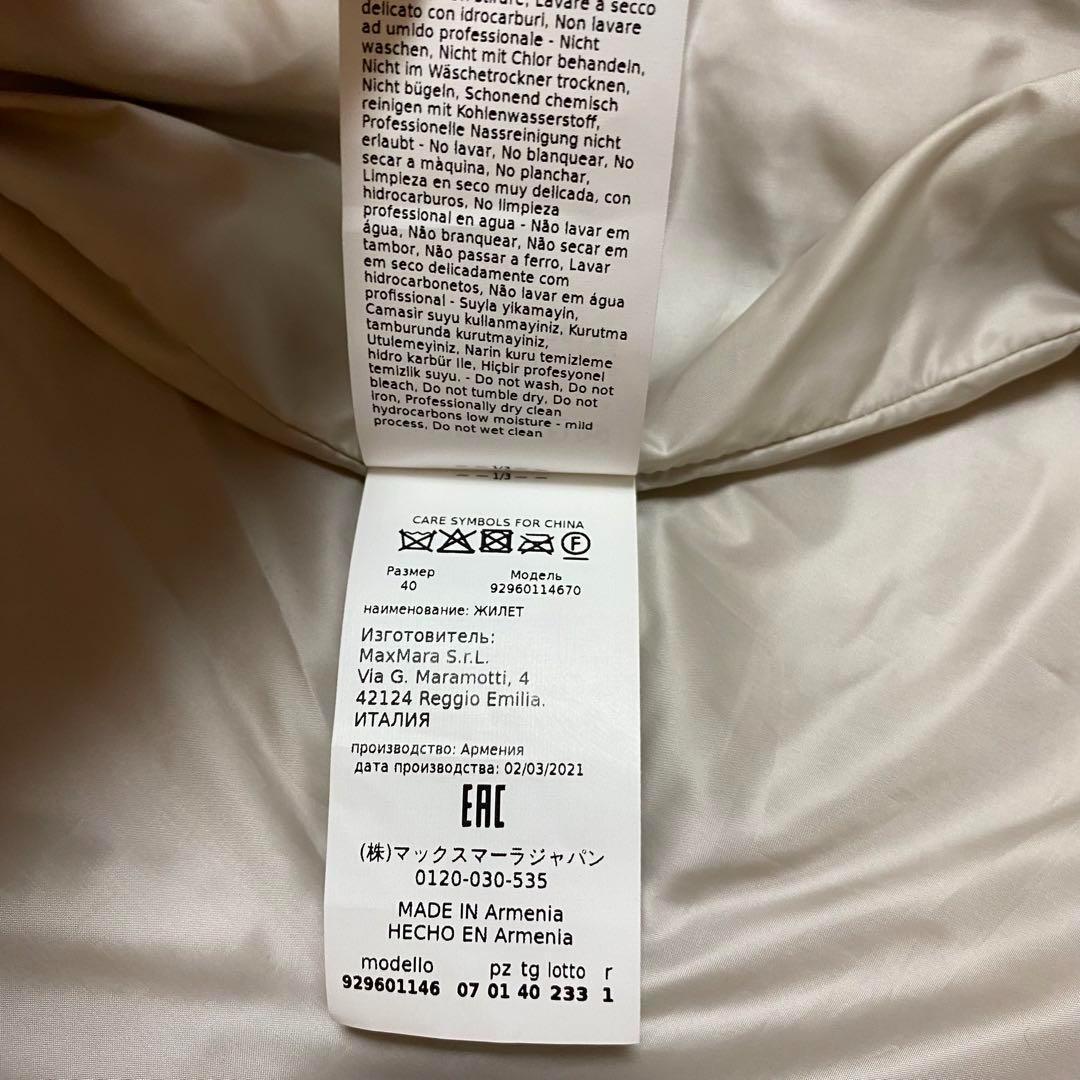 stirare, Lavare a secco
delicato con idrocarburi, Non lavare
ad umido professionale - Nicht
waschen, Nicht mit Chlor behandeln,
Nicht im Wäschetrockner trocknen,
Nicht bügeln, Schonend chemisch
reinigen mit Kohlenwasserstoff,
Professionelle Nassreinigung nicht
erlaubt - No lavar, No blanquear, No
secar a màquina, No planchar,
Limpieza en seco muy delicada, con
hidrocarburos, No limpieza
professional en agua - Não lavar em
água, Não branquear, Não secar em
tambor, Não passar a ferro, Lavar
em seco delicadamente com
hidrocarbonetos, Não lavar em água
profissional - Suyla yikamayin,
Camasir suyu kullanmayiniz, Kurutma
tamburunda kurutmayiniz,
Utulemeyiniz, Narin kuru temizleme
hidro karbür ile, Hiçbir profesyonel
temizlik suyu. - Do not wash, Do not
bleach, Do not tumble dry, Do not
iron, Professionally dry clean
hydrocarbons low moisture - mild
process, Do not wet clean
— — 1/3 — —
CARE SYMBOLS FOR CHINA
F
Размер Модель
40 92960114670
наименование: ЖИЛЕТ
Изготовитель:
MaxMara S.r.L.
Via G. Maramotti, 4
42124 Reggio Emilia.
ИТАЛИЯ
производство: Армения
дата производства: 02/03/2021
EAC
(株)マックスマーラジャパン
0120-030-535
MADE IN Armenia
HECHO EN Armenia
modello pz tg lotto r
929601146 07 01 40 233 1